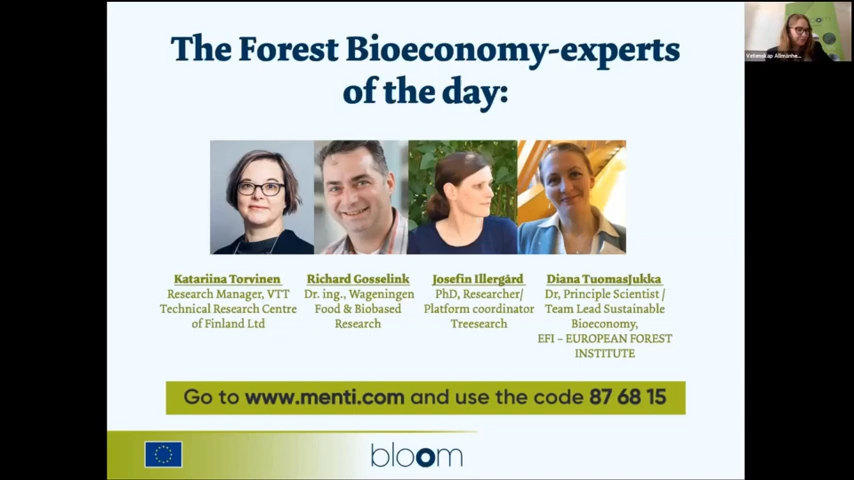 The Forest Bioeconomy-experts
of the day:
Katariina Torvinen
Research Manager, VTT
Technical Research Centre
of Finland Ltd
Richard Gosselink
Dr. ing., Wageningen
Food & Biobased
Research
Josefin Illergård
PhD, Researcher/
Platform coordinator
Treesearch
Diana TuomasJukka
Dr, Principle Scientist /
Team Lead Sustainable
Bioeconomy,
EFI – EUROPEAN FOREST
INSTITUTE
Go to www.menti.com and use the code 87 68 15
bloom
bloom
Vetenskap Allmänhe...